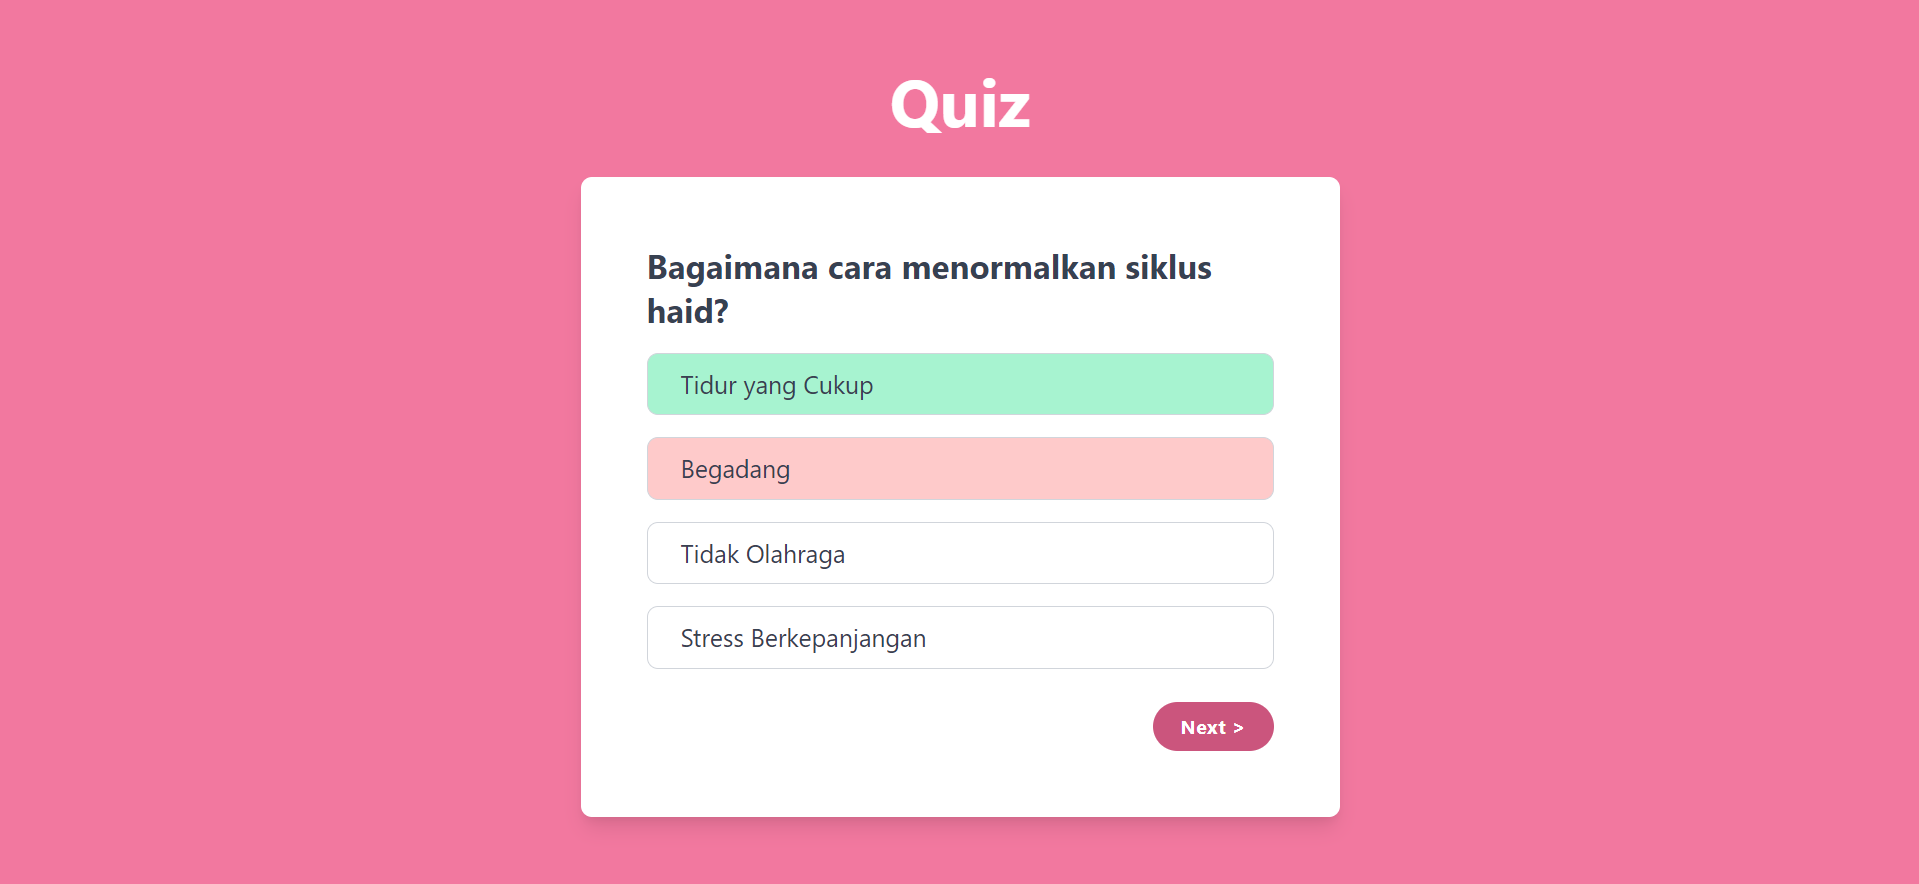 Quiz
Bagaimana cara menormalkan siklus
haid?
Tidur yang Cukup
Begadang
Tidak Olahraga
Stress Berkepanjangan
Next >